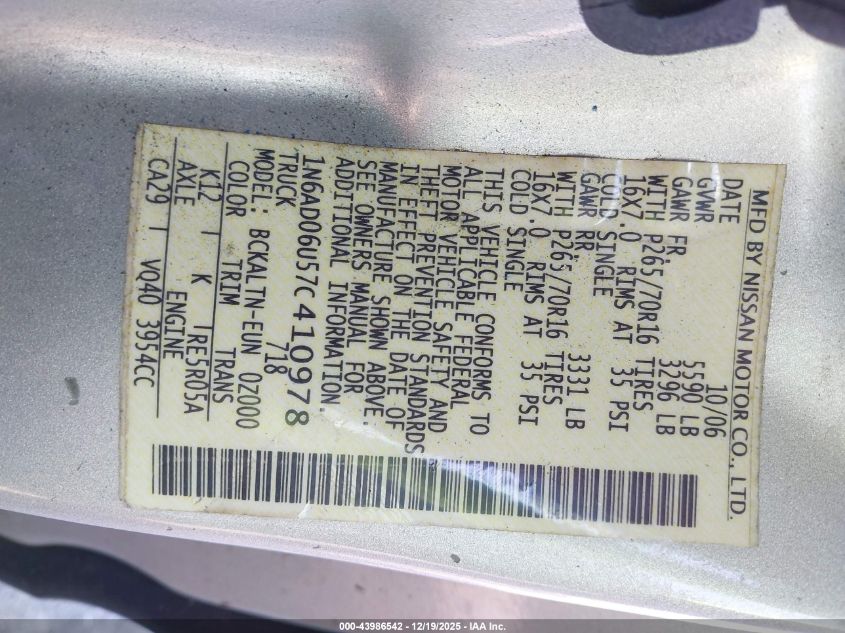 MFD BY NISSAN MOTOR CO., LTD.
DATE 10/06
GVWR 5590 LB
GAWR FR. 3296 LB
WITH P265/70R16 TIRES
16X7.0 RIMS AT 35 PSI
COLD SINGLE
GAWR RR. 3331 LB
WITH P265/70R16 TIRES
16X7.0 RIMS AT 35 PSI
COLD SINGLE
THIS VEHICLE CONFORMS TO
ALL APPLICABLE FEDERAL
MOTOR VEHICLE SAFETY AND
THEFT PREVENTION STANDARDS
IN EFFECT ON THE DATE OF
MANUFACTURE SHOWN ABOVE.
SEE OWNERS MANUAL FOR
ADDITIONAL INFORMATION.
1N6AD06U57C410978
TRUCK 718
MODEL: BCKALTN-EUN 0Z000
COLOR TRIM TRANS
K12 | K | RE5R05A
AXLE ENGINE
CA29 | VQ40 3954CC
000-43986542 - 12/19/2025 - IAA Inc.